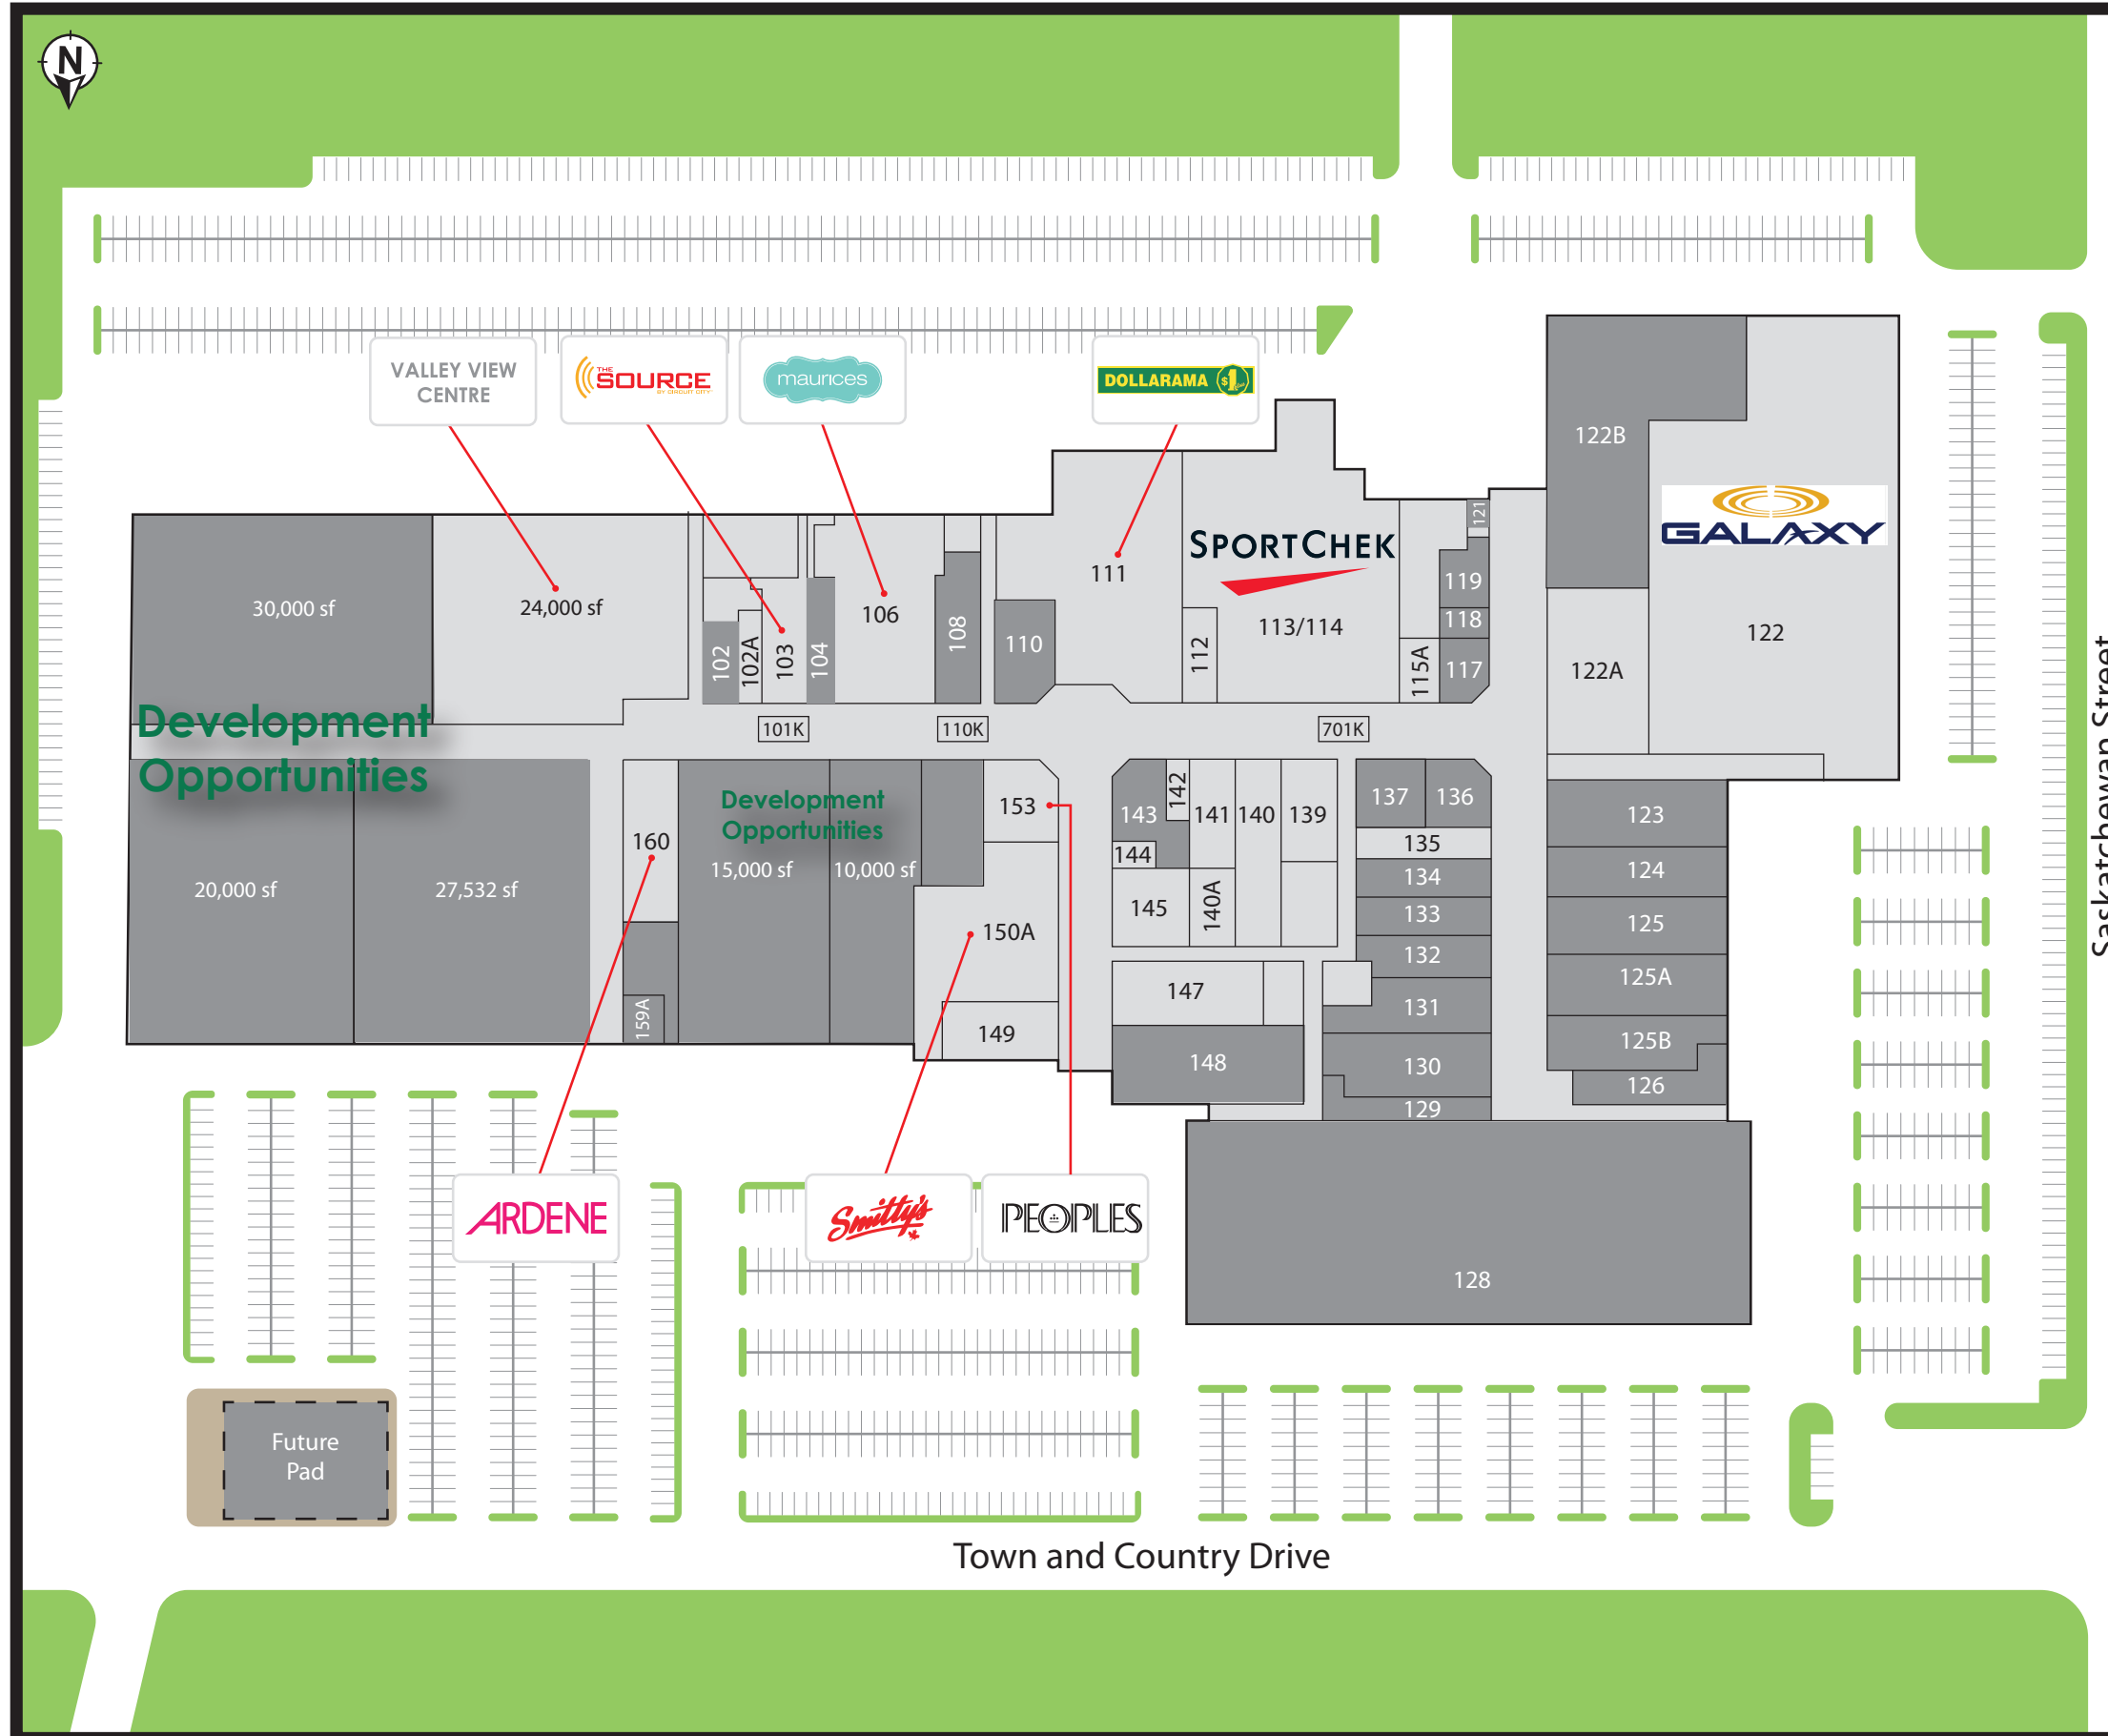 N
VALLEY VIEW
CENTRE
THE
SOURCE
BY CIRCUIT CITY
maurices
DOLLARAMA $1
122B
GALAXY
121
SPORTCHEK
111
119
30,000 sf
24,000 sf
106
118
113/114
122
108
110
112
102
102A
103
104
115A
117
122A
Saskatchewan Street
Development
Opportunities
101K
110K
701K
153
142
143
141
140
139
137
136
123
Development
Opportunities
160
144
135
15,000 sf
10,000 sf
134
124
20,000 sf
27,532 sf
145
140A
133
125
150A
132
125A
147
131
159A
149
125B
148
130
126
129
ARDENE
Smitty's
PEOPLES
128
Future
Pad
Town and Country Drive